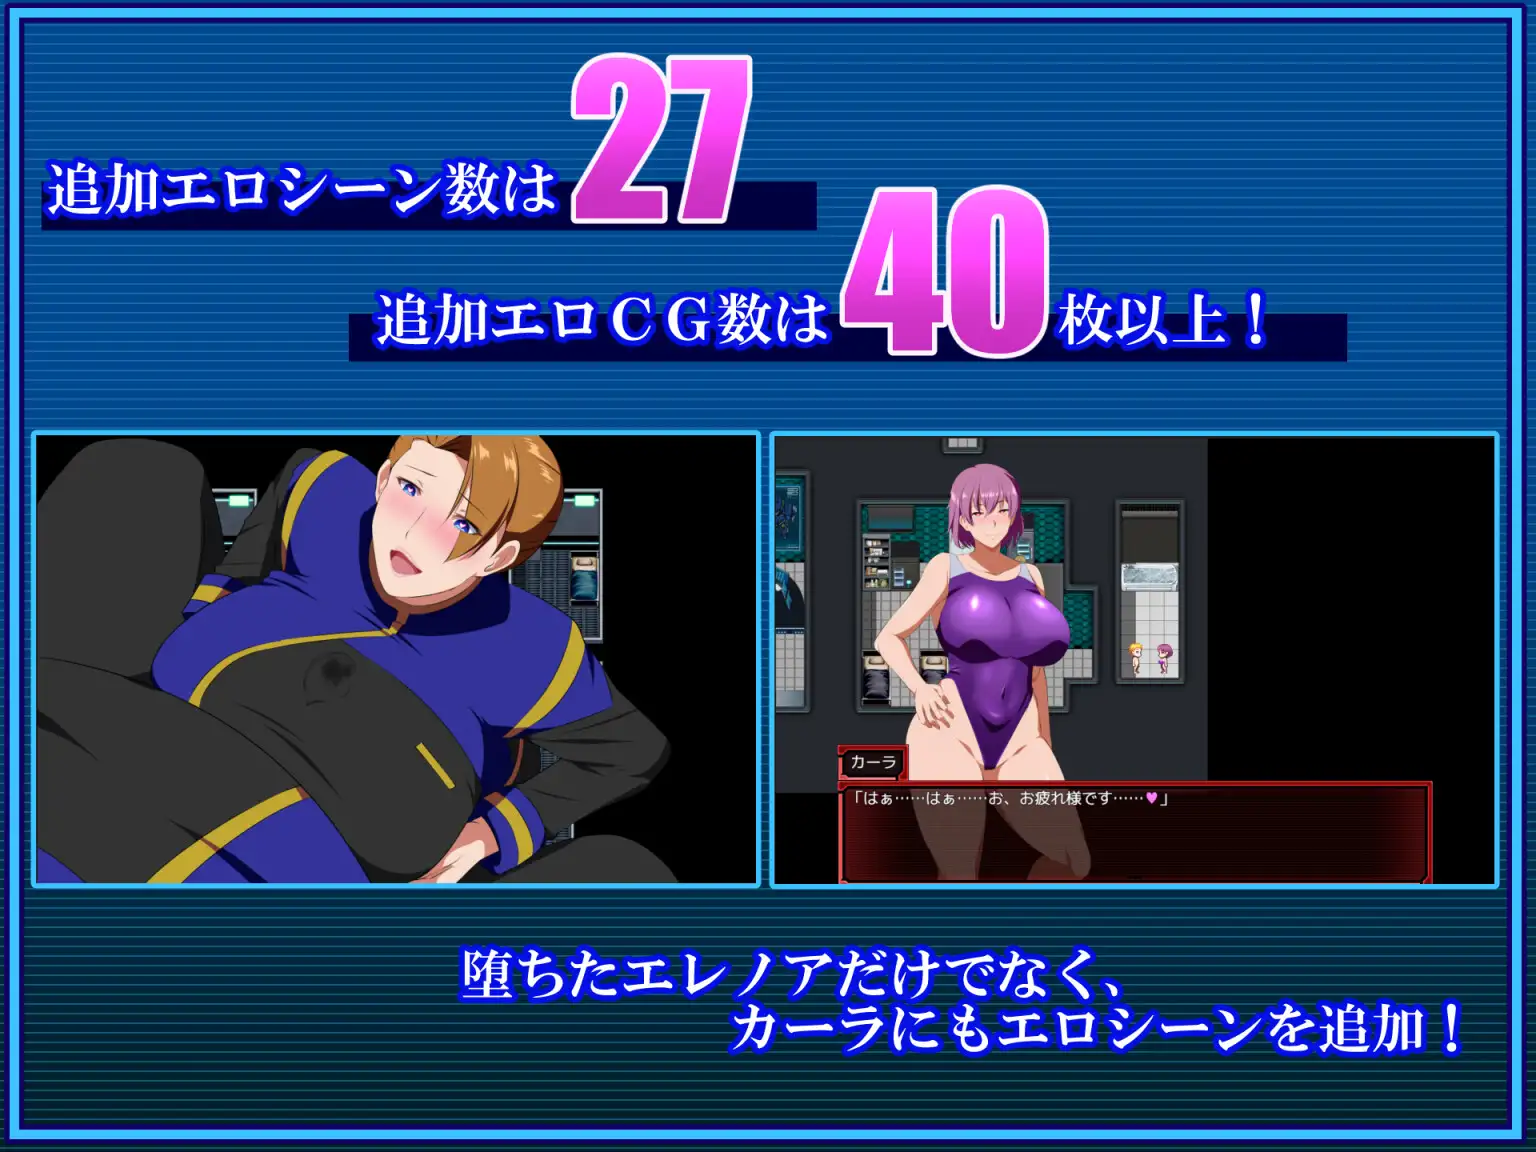 追加エロシーン数は27
追加エロCG数は40枚以上！
カーラ
「はぁ……はぁ……お、お疲れ様です……♥」
堕ちたエレノアだけでなく、
カーラにもエロシーンを追加！